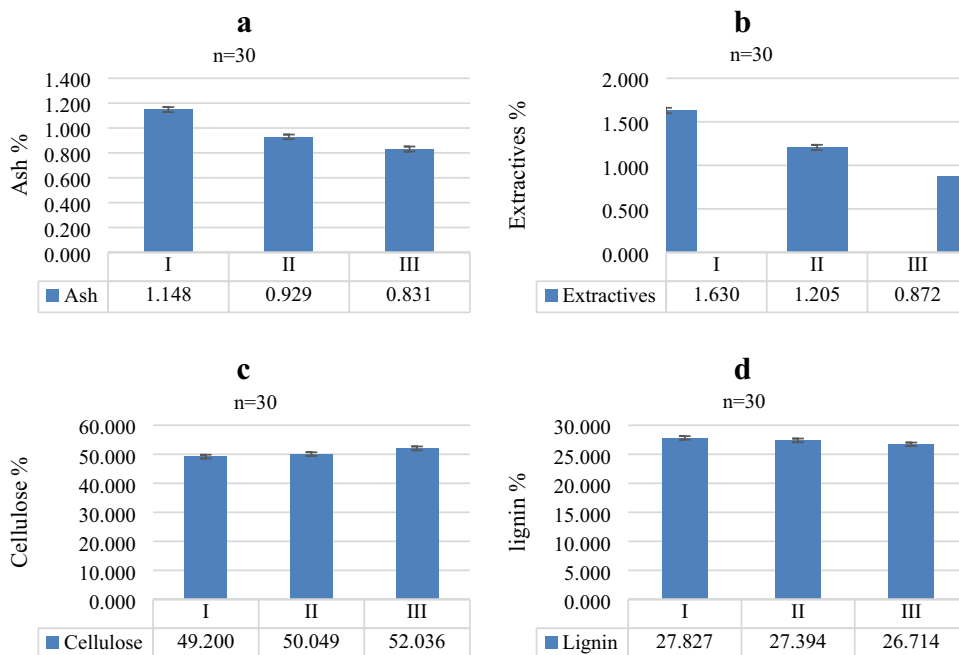 a
n=30
1.400
1.200
1.000
0.800
0.600
0.400
0.200
0.000
Ash %
I II III
Ash 1.148 0.929 0.831
b
n=30
2.000
1.500
1.000
0.500
0.000
Extractives %
I II III
Extractives 1.630 1.205 0.872
c
n=30
60.000
50.000
40.000
30.000
20.000
10.000
0.000
Cellulose %
I II III
Cellulose 49.200 50.049 52.036
d
n=30
30.000
25.000
20.000
15.000
10.000
5.000
0.000
lignin %
I II III
Lignin 27.827 27.394 26.714